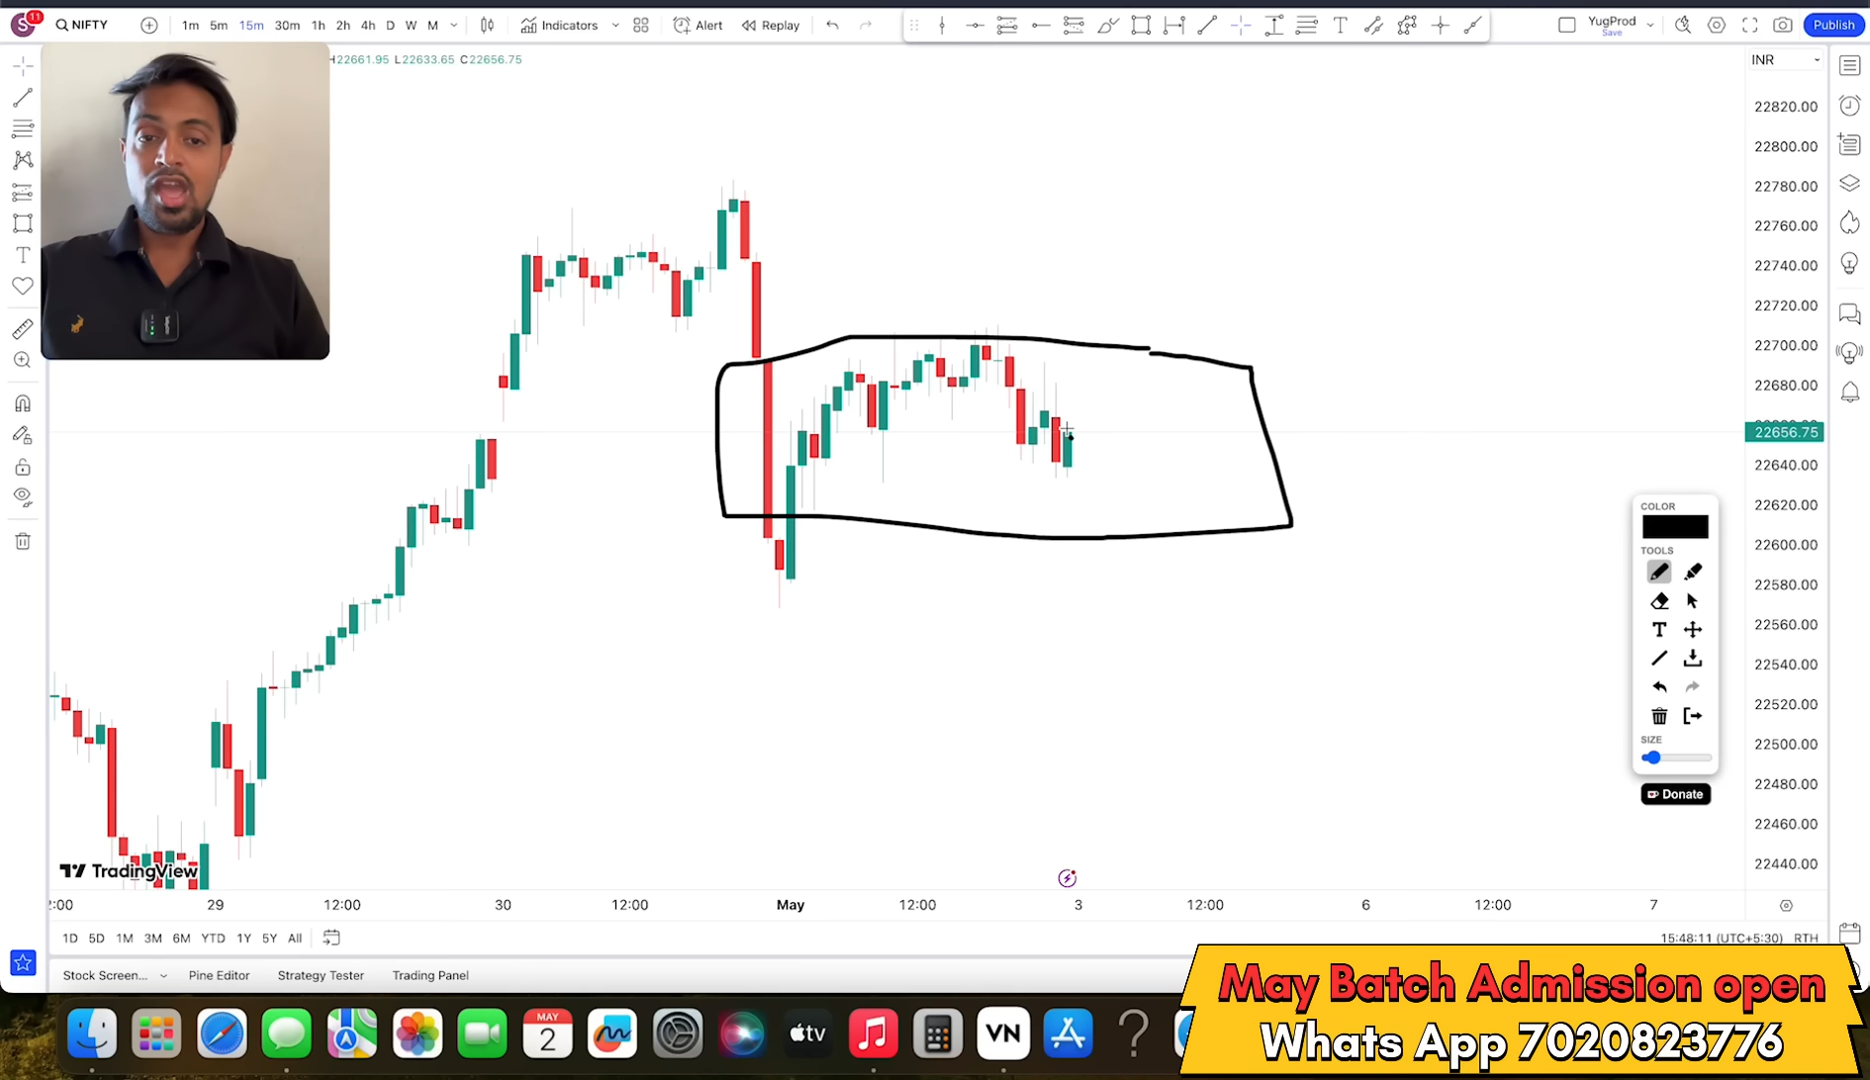 S 11 NIFTY 1m 5m 15m 30m 1h 2h 4h D W M Indicators Alert Replay YugProd Save Publish
H22661.95 L22633.65 C22656.75
INR
22820.00
22800.00
22780.00
22760.00
22740.00
22720.00
22700.00
22680.00
22656.75
22640.00
22620.00
22600.00
22580.00
22560.00
22540.00
22520.00
22500.00
22480.00
22460.00
22440.00
COLOR
TOOLS
T
SIZE
Donate
TradingView
2:00 29 12:00 30 12:00 May 12:00 3 12:00 6 12:00 7
1D 5D 1M 3M 6M YTD 1Y 5Y All 15:48:11 (UTC+5:30) RTH
Stock Screen... Pine Editor Strategy Tester Trading Panel
May Batch Admission open
Whats App 7020823776
MAY
2
tv
VN